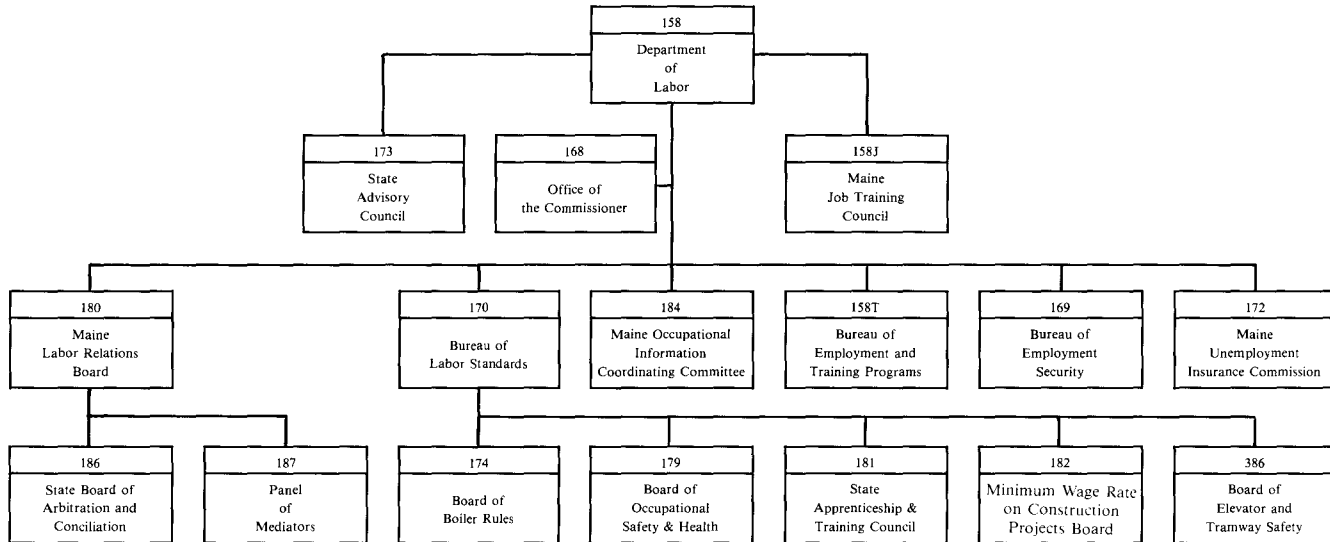 158
Department
of
Labor
173
State
Advisory
Council
168
Office of
the Commissioner
158J
Maine
Job Training
Council
180
Maine
Labor Relations
Board
170
Bureau of
Labor Standards
184
Maine Occupational
Information
Coordinating Committee
158T
Bureau of
Employment and
Training Programs
169
Bureau of
Employment
Security
172
Maine
Unemployment
Insurance Commission
186
State Board of
Arbitration and
Conciliation
187
Panel
of
Mediators
174
Board of
Boiler Rules
179
Board of
Occupational
Safety & Health
181
State
Apprenticeship &
Training Council
182
Minimum Wage Rate
on Construction
Projects Board
386
Board of
Elevator and
Tramway Safety